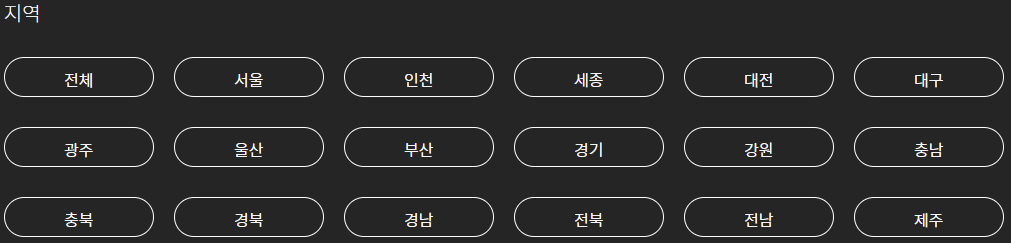 지역
전체 서울 인천 세종 대전 대구
광주 울산 부산 경기 강원 충남
충북 경북 경남 전북 전남 제주